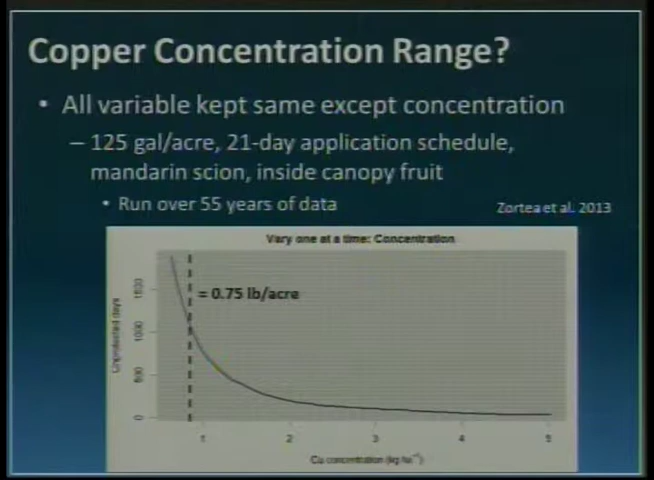 Copper Concentration Range?
• All variable kept same except concentration
– 125 gal/acre, 21-day application schedule,
mandarin scion, inside canopy fruit
• Run over 55 years of data
Zortea et al. 2013
Vary one at a time: Concentration
= 0.75 lb/acre
Unprotected days
1500
1000
500
0
1 2 3 4 5
Cu concentration (kg ha⁻¹)